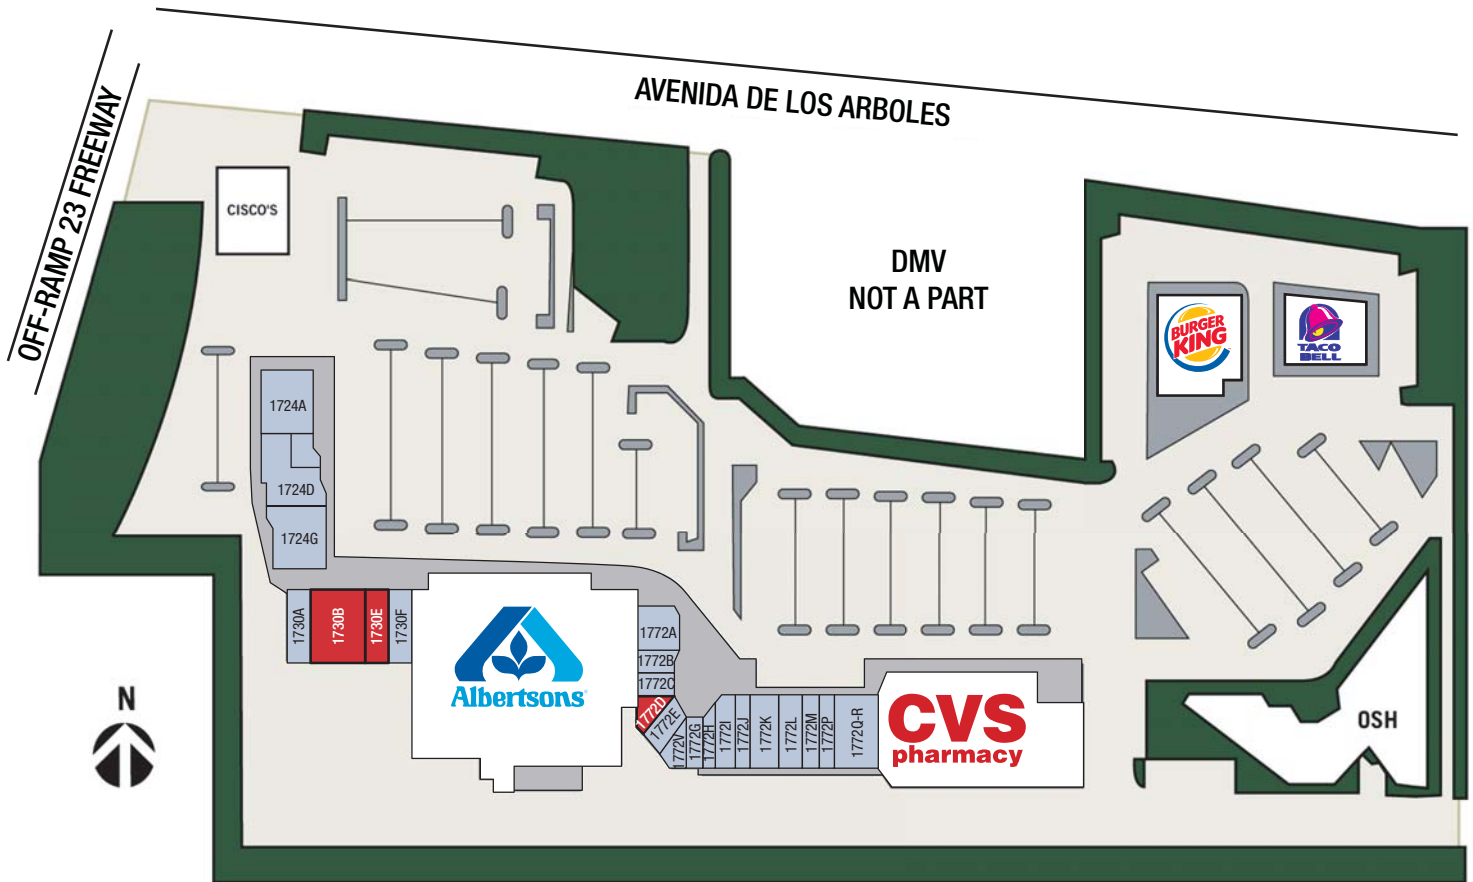 AVENIDA DE LOS ARBOLES
OFF-RAMP 23 FREEWAY
CISCO'S
DMV
NOT A PART
BURGER
KING
TACO
BELL
1724A
1724D
1724G
1730A
1730B
1730E
1730F
Albertsons
1772A
1772B
1772C
1772D
1772E
1772V
1772G
1772H
1772I
1772J
1772K
1772L
1772M
1772P
1772Q-R
CVS
pharmacy
OSH
N